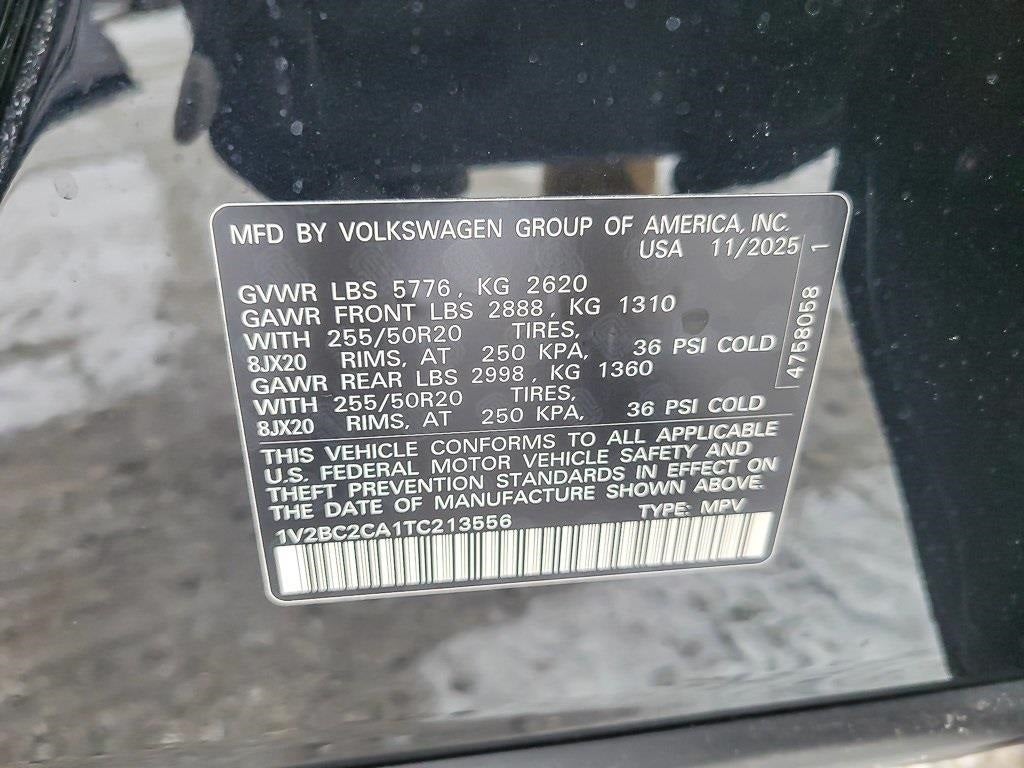 MFD BY VOLKSWAGEN GROUP OF AMERICA, INC.
USA 11/2025
GVWR LBS 5776, KG 2620
GAWR FRONT LBS 2888, KG 1310
WITH 255/50R20 TIRES,
8JX20 RIMS, AT 250 KPA, 36 PSI COLD
GAWR REAR LBS 2998, KG 1360
WITH 255/50R20 TIRES,
8JX20 RIMS, AT 250 KPA, 36 PSI COLD
4758058 1
THIS VEHICLE CONFORMS TO ALL APPLICABLE
U.S. FEDERAL MOTOR VEHICLE SAFETY AND
THEFT PREVENTION STANDARDS IN EFFECT ON
THE DATE OF MANUFACTURE SHOWN ABOVE.
1V2BC2CA1TC213556 TYPE: MPV